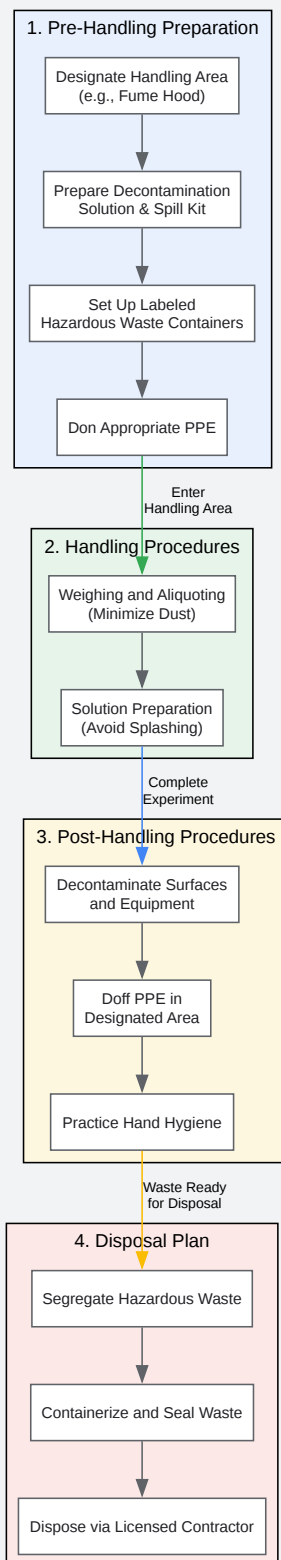 1. Pre-Handling Preparation
Designate Handling Area
(e.g., Fume Hood)
Prepare Decontamination
Solution & Spill Kit
Set Up Labeled
Hazardous Waste Containers
Don Appropriate PPE
Enter
Handling Area
2. Handling Procedures
Weighing and Aliquoting
(Minimize Dust)
Solution Preparation
(Avoid Splashing)
Complete
Experiment
3. Post-Handling Procedures
Decontaminate Surfaces
and Equipment
Doff PPE in
Designated Area
Practice Hand Hygiene
Waste Ready
for Disposal
4. Disposal Plan
Segregate Hazardous Waste
Containerize and Seal Waste
Dispose via Licensed Contractor